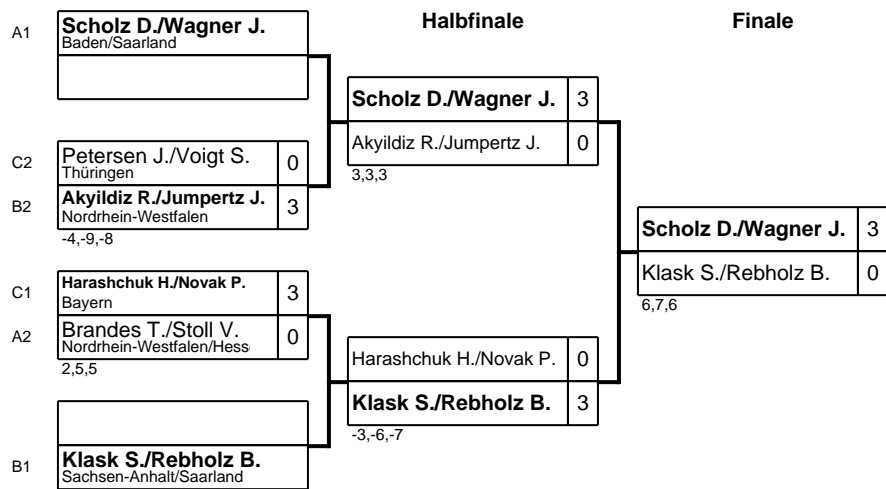 Halbfinale
Finale
A1
Scholz D./Wagner J.
Baden/Saarland
C2
Petersen J./Voigt S.
Thüringen
0
B2
Akyildiz R./Jumpertz J.
Nordrhein-Westfalen
3
-4,-9,-8
C1
Harashchuk H./Novak P.
Bayern
3
A2
Brandes T./Stoll V.
Nordrhein-Westfalen/Hess
0
2,5,5
B1
Klask S./Rebholz B.
Sachsen-Anhalt/Saarland
Scholz D./Wagner J. 3
Akyildiz R./Jumpertz J. 0
3,3,3
Harashchuk H./Novak P. 0
Klask S./Rebholz B. 3
-3,-6,-7
Scholz D./Wagner J. 3
Klask S./Rebholz B. 0
6,7,6